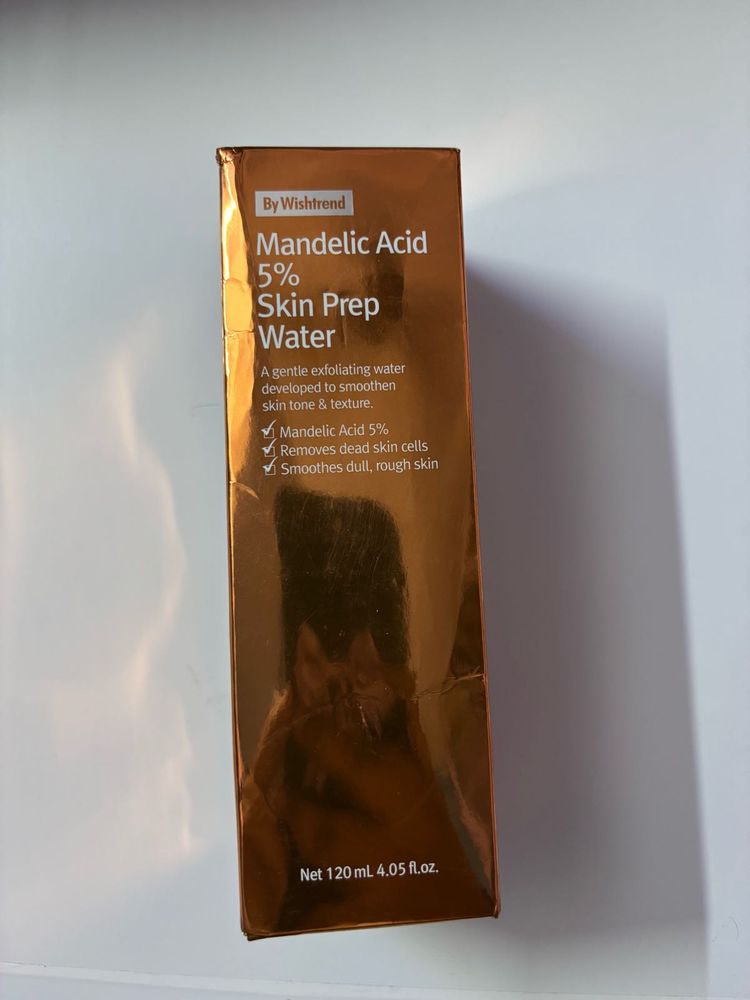 By Wishtrend
Mandelic Acid
5%
Skin Prep
Water
A gentle exfoliating water
developed to smoothen
skin tone & texture.
Mandelic Acid 5%
Removes dead skin cells
Smoothes dull, rough skin
Net 120 mL 4.05 fl.oz.